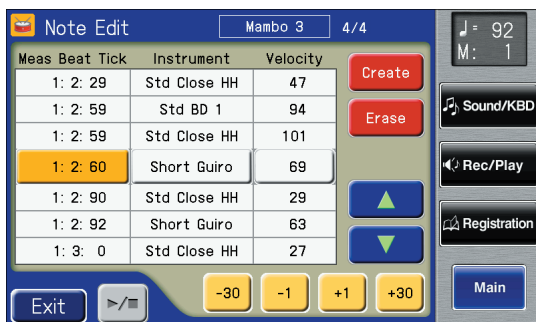 Note Edit Mambo 3 4/4
♩= 92
M: 1
Meas Beat Tick Instrument Velocity
1: 2: 29 Std Close HH 47
1: 2: 59 Std BD 1 94
1: 2: 59 Std Close HH 101
1: 2: 60 Short Guiro 69
1: 2: 90 Std Close HH 29
1: 2: 92 Short Guiro 63
1: 3: 0 Std Close HH 27
Create
Erase
Sound/KBD
Rec/Play
Registration
Main
Exit
-30 -1 +1 +30